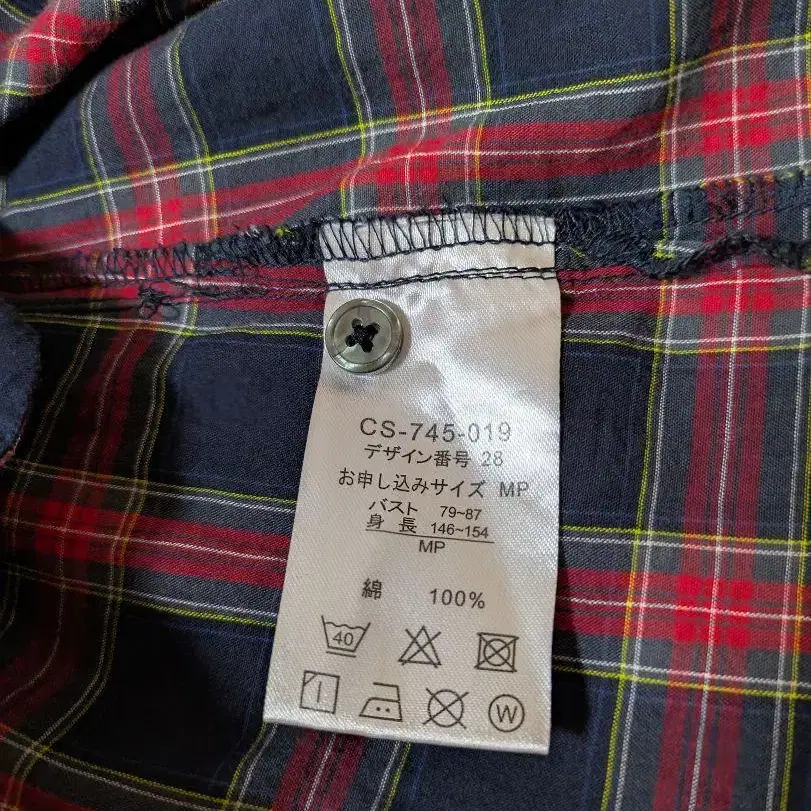 CS-745-019
デザイン番号 28
お申し込みサイズ MP
バスト 79~87
身長 146~154
MP
綿 100%
40
W